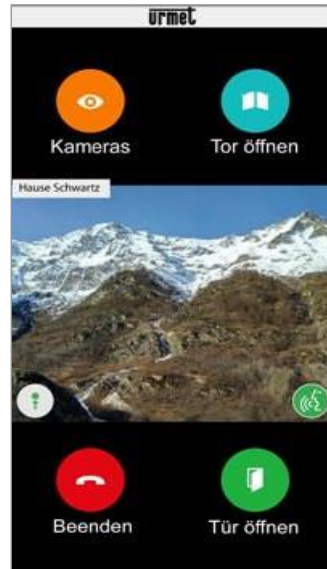 urmet
Kameras
Tor öffnen
Hause Schwartz
Beenden
Tür öffnen